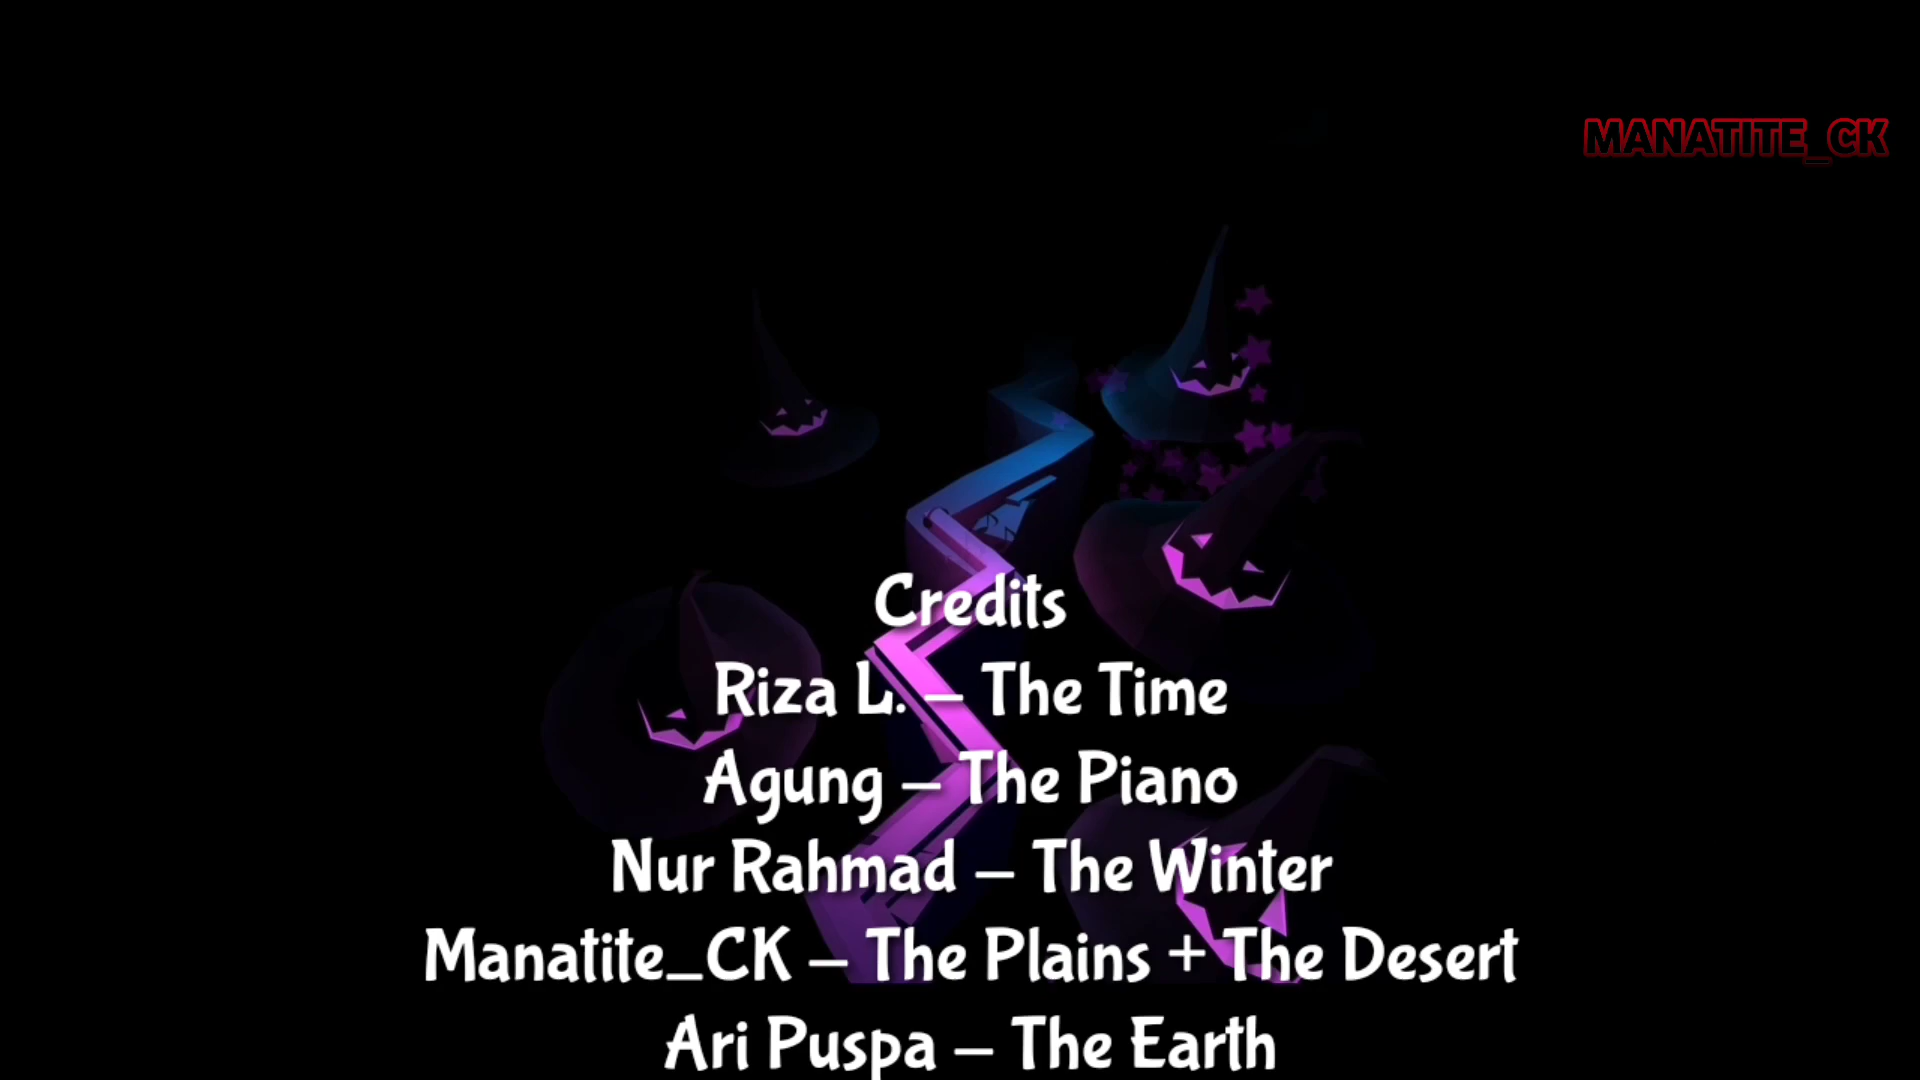 MANATITE_CK
Credits
Riza L. – The Time
Agung – The Piano
Nur Rahmad – The Winter
Manatite_CK – The Plains + The Desert
Ari Puspa – The Earth